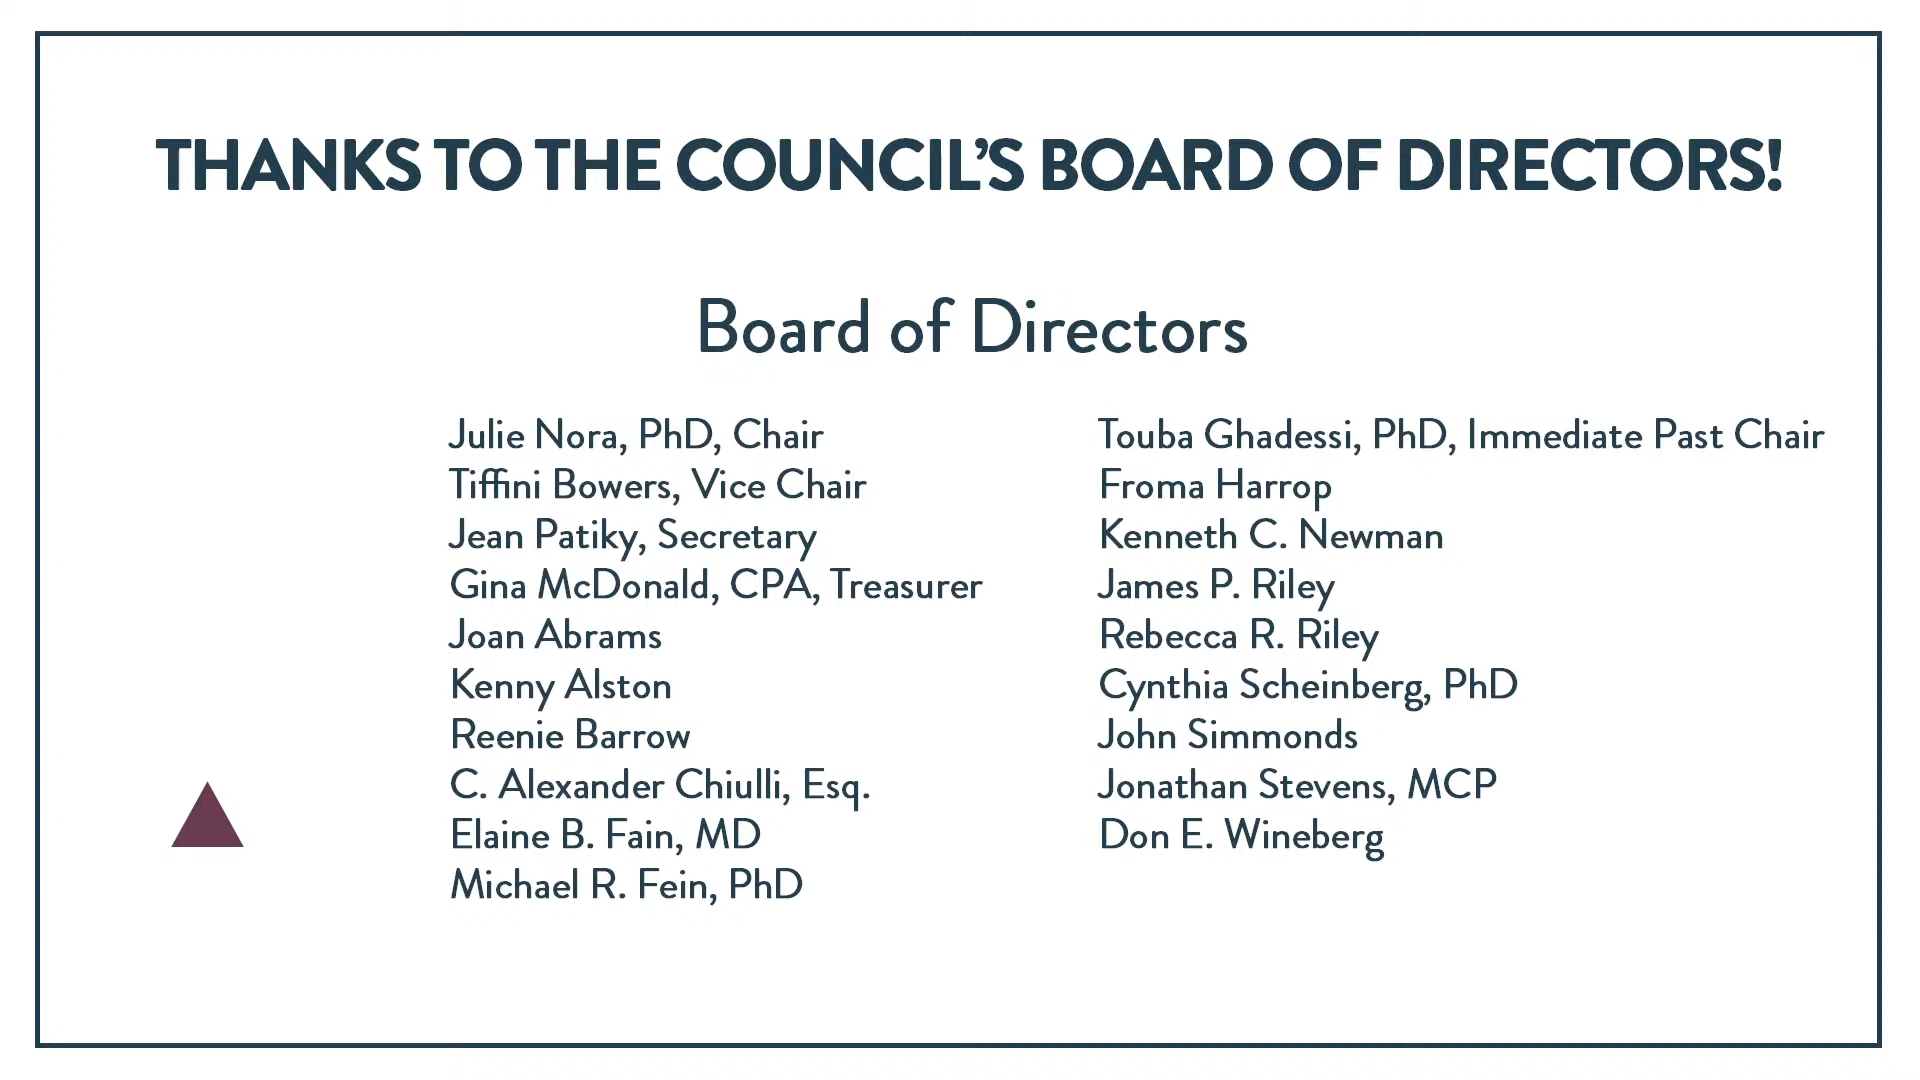 THANKS TO THE COUNCIL’S BOARD OF DIRECTORS!
Board of Directors
Julie Nora, PhD, Chair
Tiffini Bowers, Vice Chair
Jean Patiky, Secretary
Gina McDonald, CPA, Treasurer
Joan Abrams
Kenny Alston
Reenie Barrow
C. Alexander Chiulli, Esq.
Elaine B. Fain, MD
Michael R. Fein, PhD
Touba Ghadessi, PhD, Immediate Past Chair
Froma Harrop
Kenneth C. Newman
James P. Riley
Rebecca R. Riley
Cynthia Scheinberg, PhD
John Simmonds
Jonathan Stevens, MCP
Don E. Wineberg